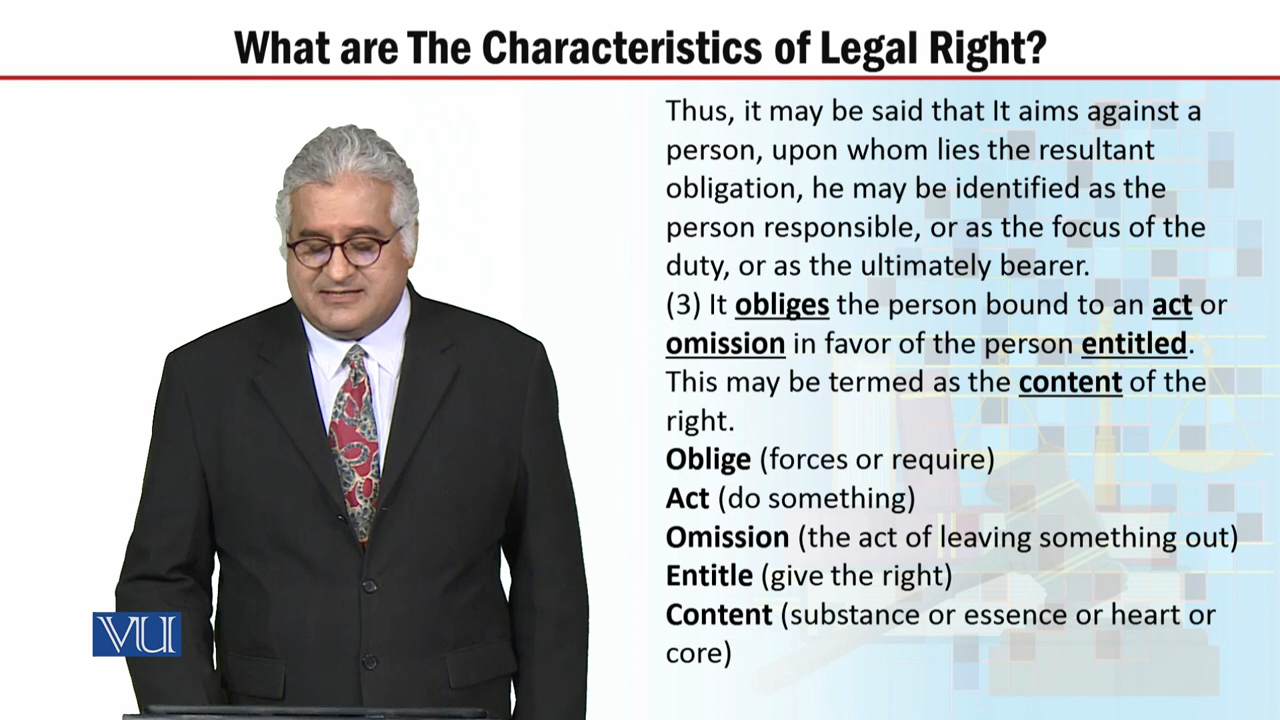 What are The Characteristics of Legal Right?
Thus, it may be said that It aims against a
person, upon whom lies the resultant
obligation, he may be identified as the
person responsible, or as the focus of the
duty, or as the ultimately bearer.
(3) It obliges the person bound to an act or
omission in favor of the person entitled.
This may be termed as the content of the
right.
Oblige (forces or require)
Act (do something)
Omission (the act of leaving something out)
Entitle (give the right)
Content (substance or essence or heart or
core)
VU